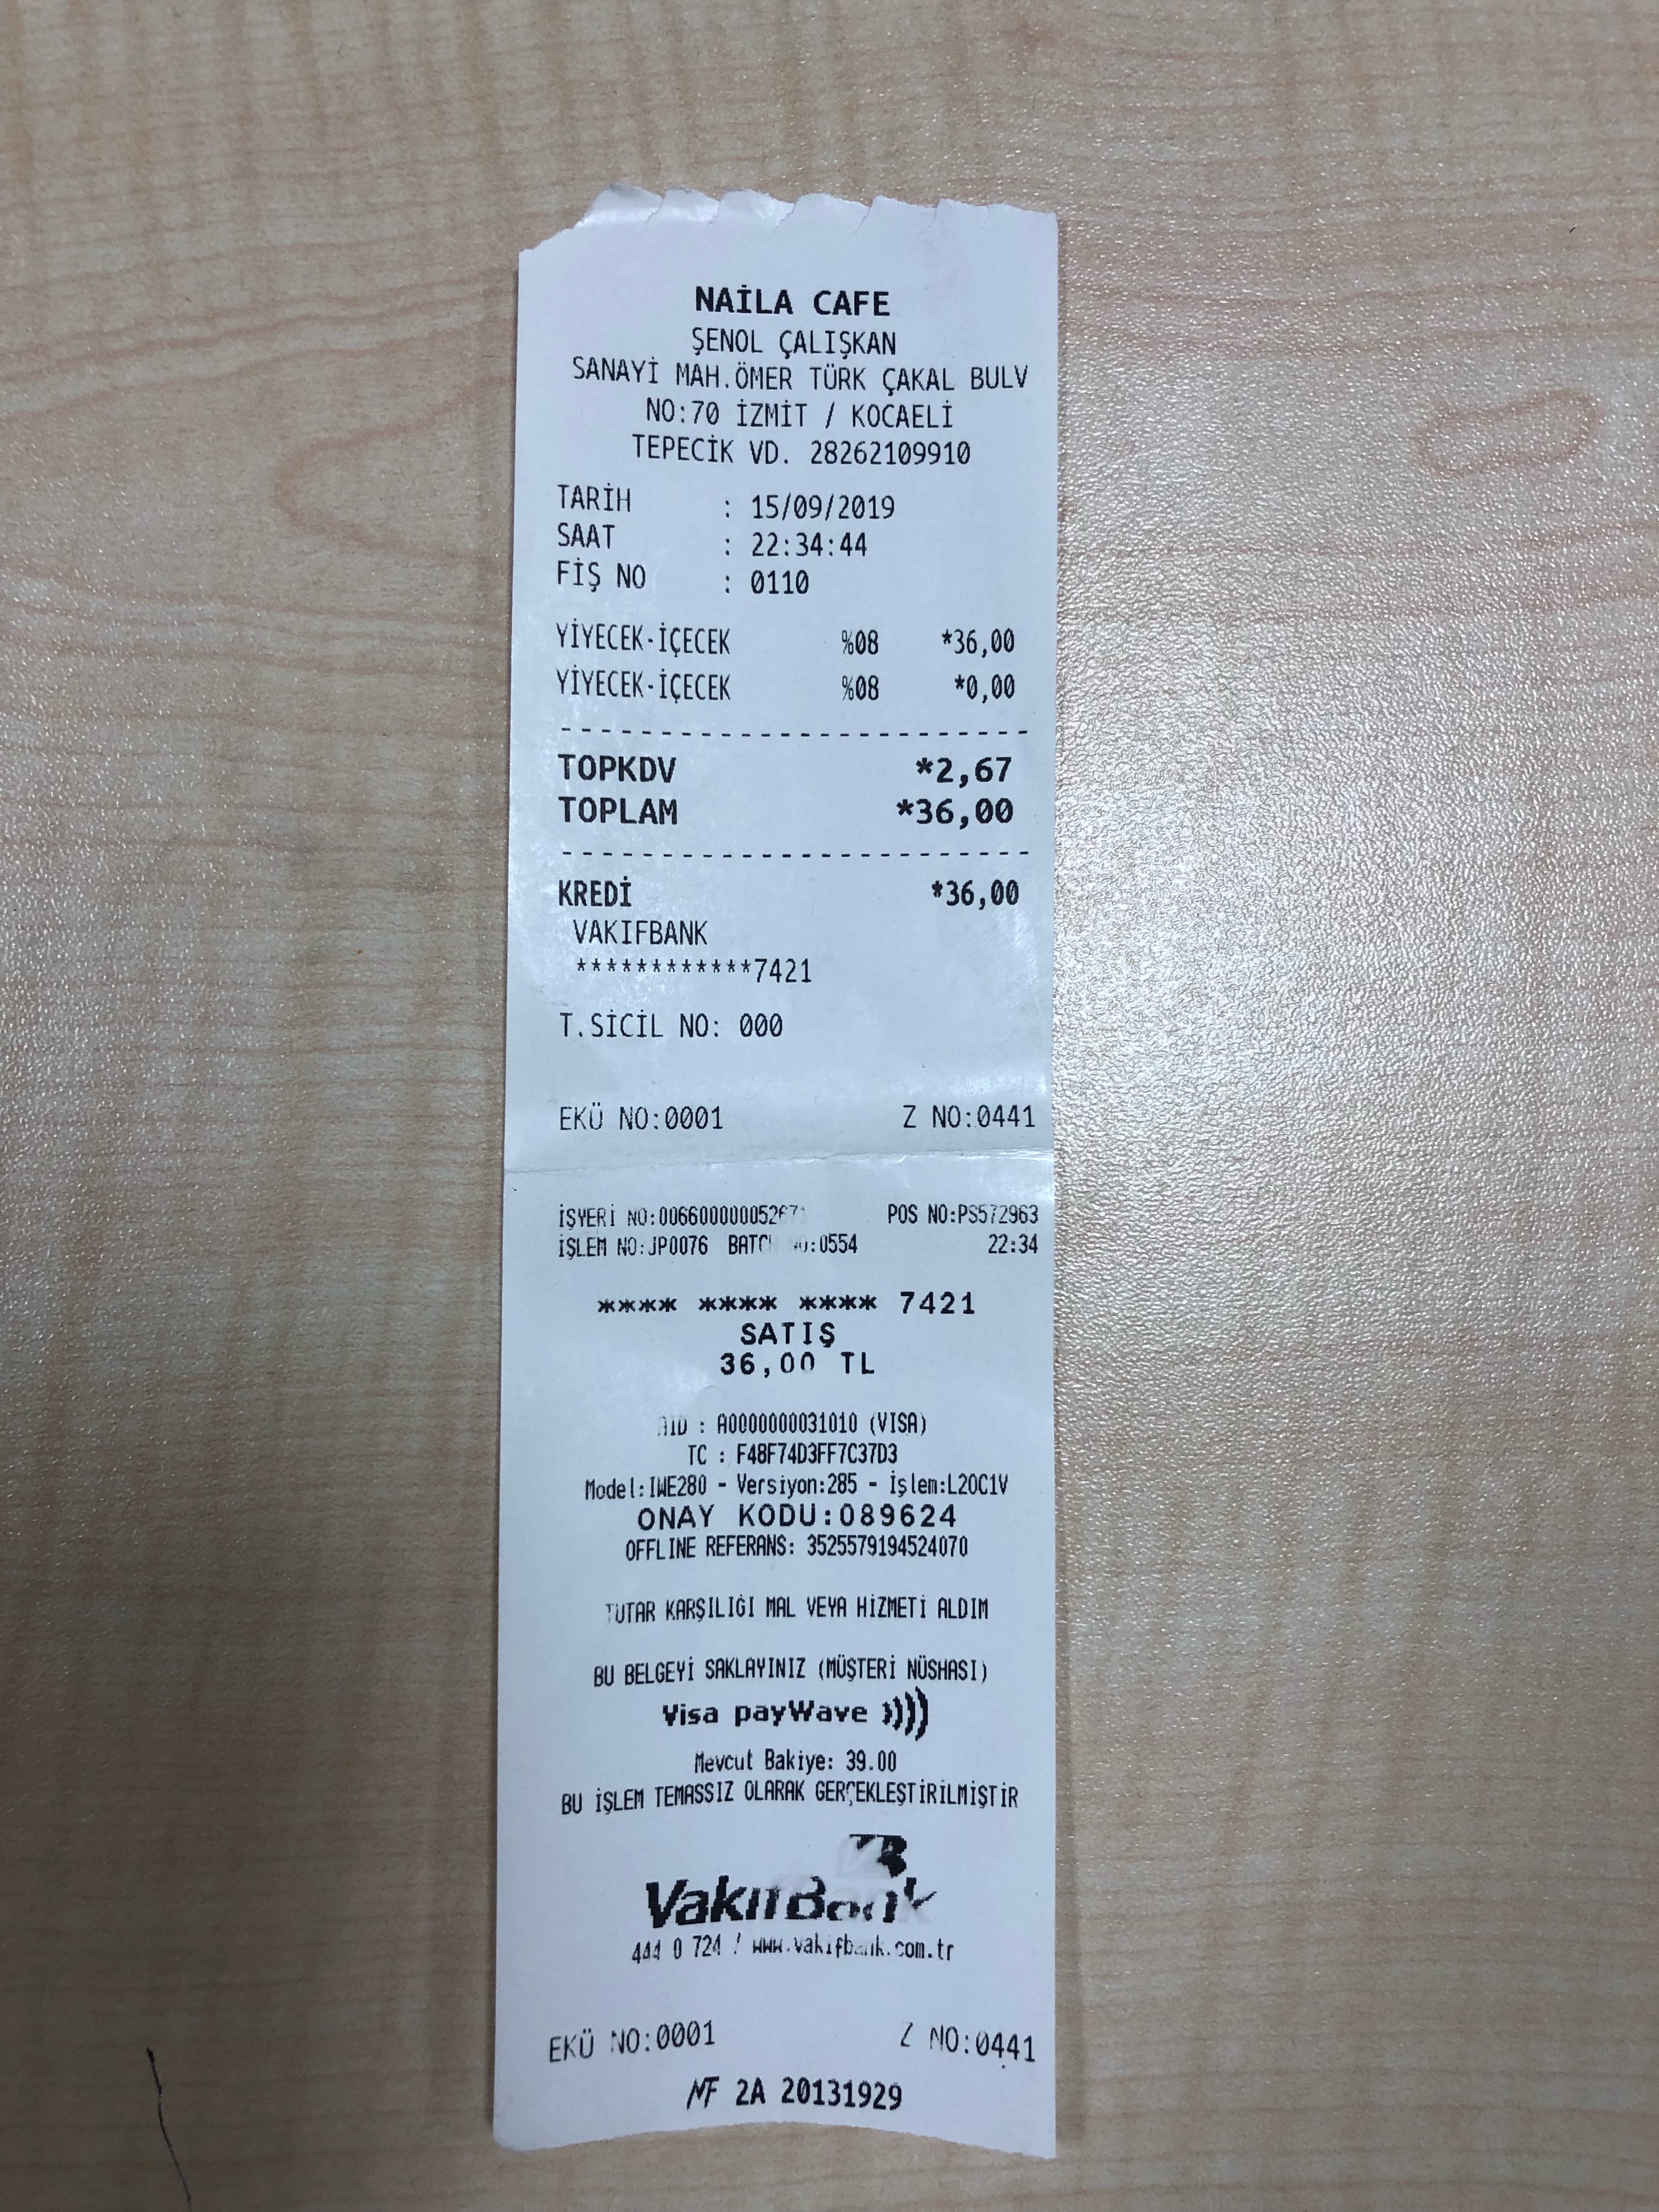 NAİLA CAFE
ŞENOL ÇALIŞKAN
SANAYİ MAH.ÖMER TÜRK ÇAKAL BULV
NO:70 İZMİT / KOCAELİ
TEPECİK VD. 28262109910
TARİH : 15/09/2019
SAAT : 22:34:44
FİŞ NO : 0110
YİYECEK-İÇECEK %08 *36,00
YİYECEK-İÇECEK %08 *0,00
TOPKDV *2,67
TOPLAM *36,00
KREDİ *36,00
VAKIFBANK
************7421
T.SİCİL NO: 000
EKÜ NO:0001 Z NO:0441
İŞYERİ POS NO:PS572963
İŞLEM NO:JP0076 BATCH NO:0554 22:34
**** **** **** 7421
SATIŞ
36,00 TL
AID : A0000000031010 (VISA)
TC : F48F74D3FF7C37D3
Model:IWE280 - Versiyon:285 - İşlem:L20C1V
ONAY KODU:089624
OFFLINE REFERANS: 3525579194524070
TUTAR KARŞILIĞI MAL VEYA HİZMETİ ALDIM
BU BELGEYİ SAKLAYINIZ (MÜŞTERİ NÜSHASI)
Visa payWave
Mevcut Bakiye: 39.00
BU İŞLEM TEMASSIZ OLARAK GERÇEKLEŞTİRİLMİŞTİR
VakıfBank
444 0 724 / www.vakifbank.com.tr
EKÜ NO:0001 Z NO:0441
MF 2A 20131929